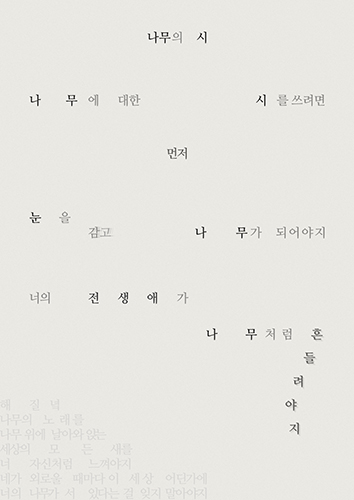 나무의 시
나 무 에 대한 시 를 쓰려면
먼저
눈 을
감고 나 무가 되어야지
너의 전 생 애 가
나 무 처 럼 흔
들
려
야
지
해 질 녘
나무의 노 래 를
나무 위에 날아와 앉는
세상의 모 든 새를
너 자신처럼 느껴야지
네가 외로울 때마다 이 세 상 어딘가에
너의 나무가 서 있다는 걸 잊지 말아야지